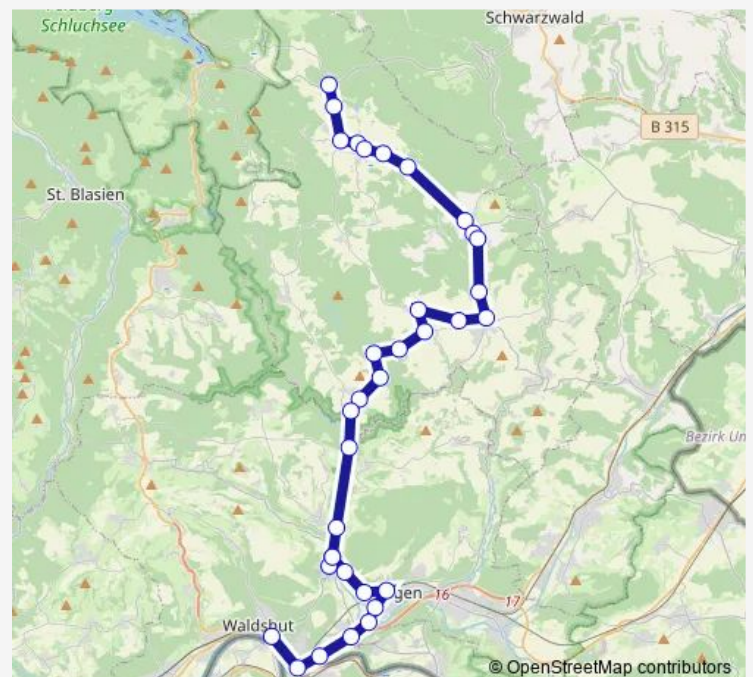 Schluchsee
Schwarzwald
B 315
St. Blasien
Bezirk Un
gen
16
17
Waldshut
© OpenStreetMap contributors